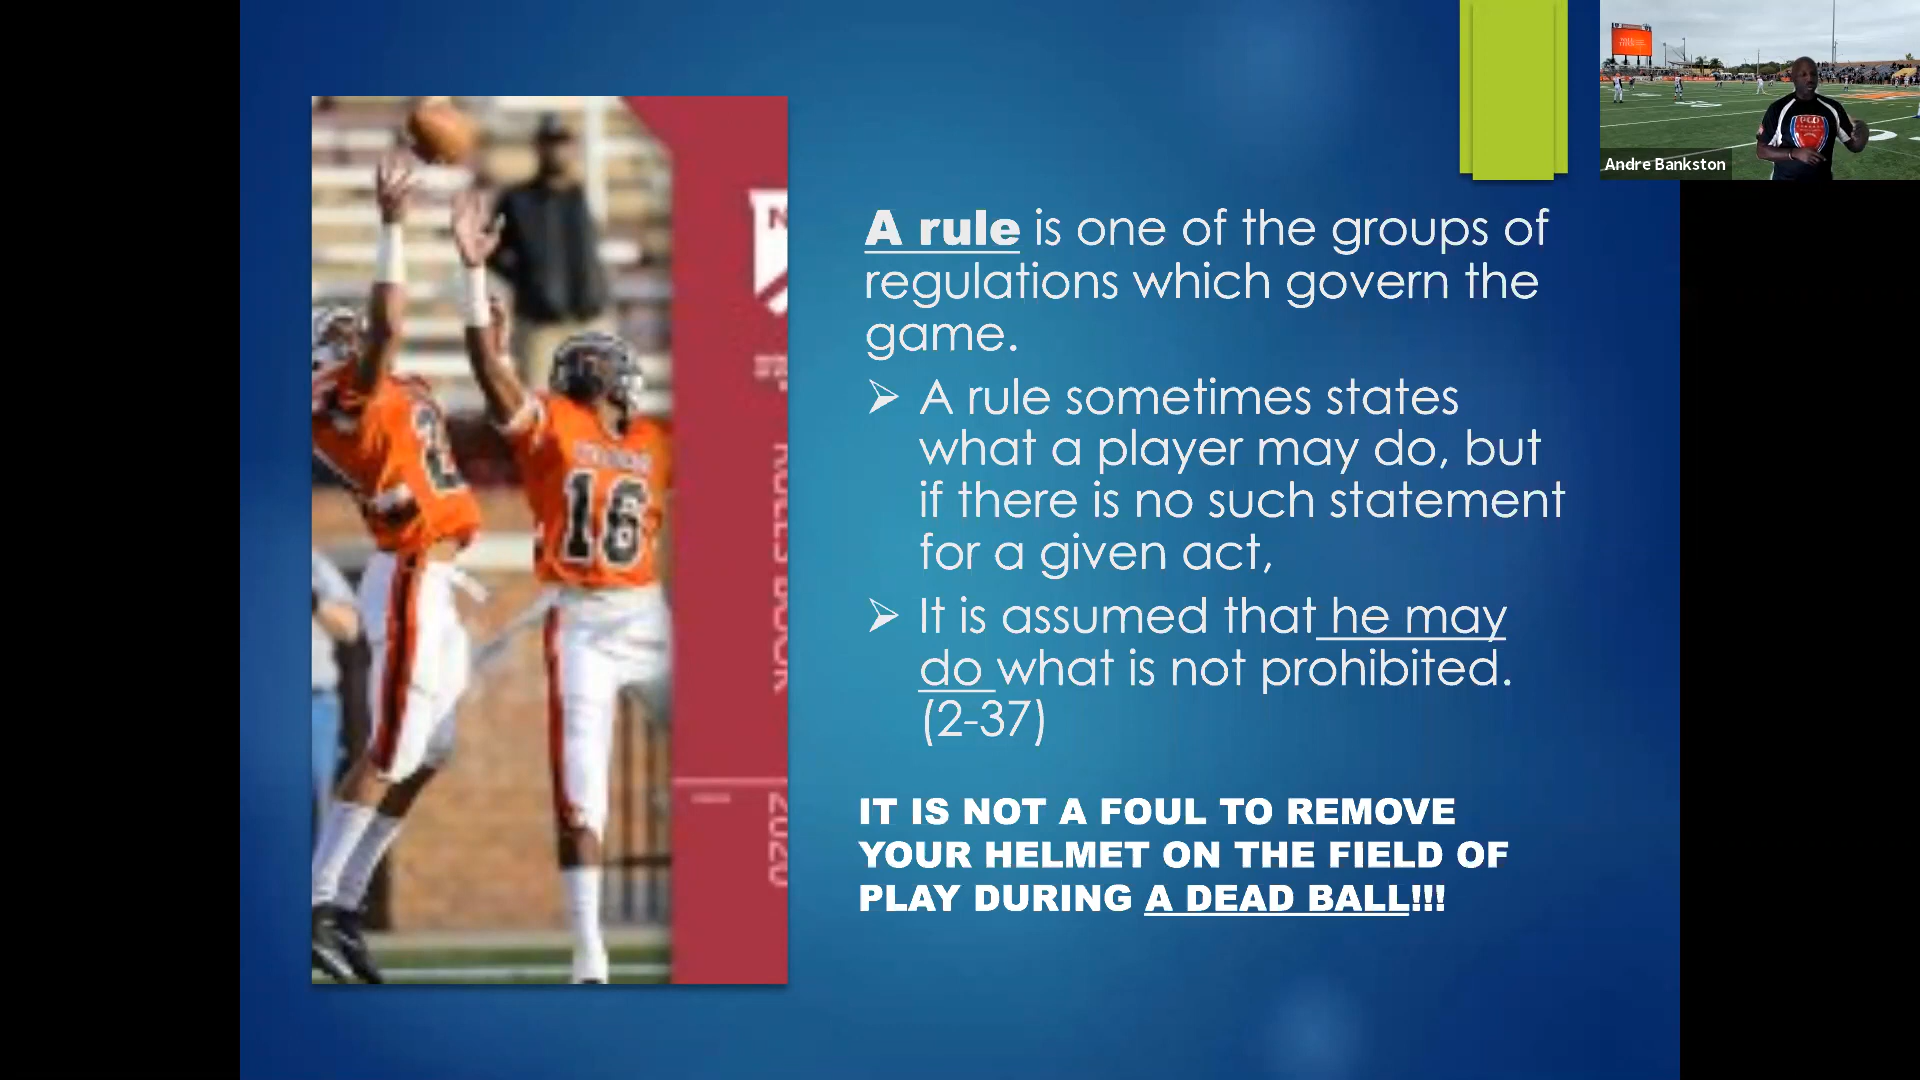 Andre Bankston
A rule is one of the groups of
regulations which govern the
game.
➢ A rule sometimes states
what a player may do, but
if there is no such statement
for a given act,
➢ It is assumed that he may
do what is not prohibited.
(2-37)
IT IS NOT A FOUL TO REMOVE
YOUR HELMET ON THE FIELD OF
PLAY DURING A DEAD BALL!!!
16